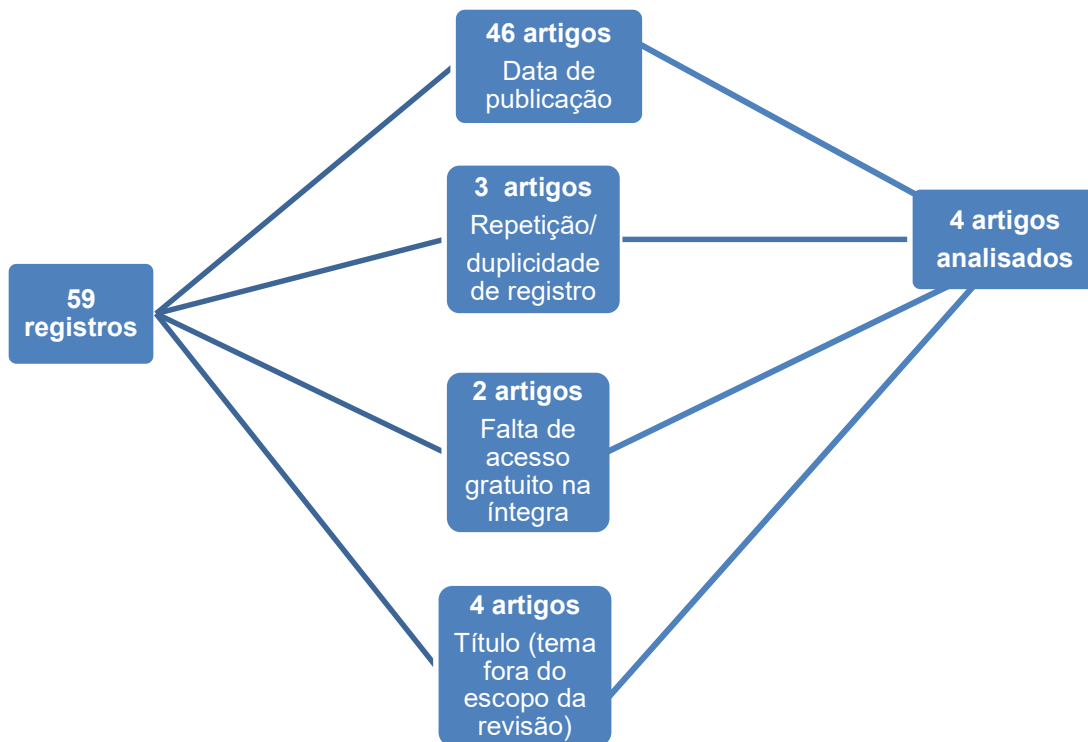 59
registros
46 artigos
Data de
publicação
3 artigos
Repetição/
duplicidade
de registro
2 artigos
Falta de
acesso
gratuito na
íntegra
4 artigos
Título (tema
fora do
escopo da
revisão)
4 artigos
analisados